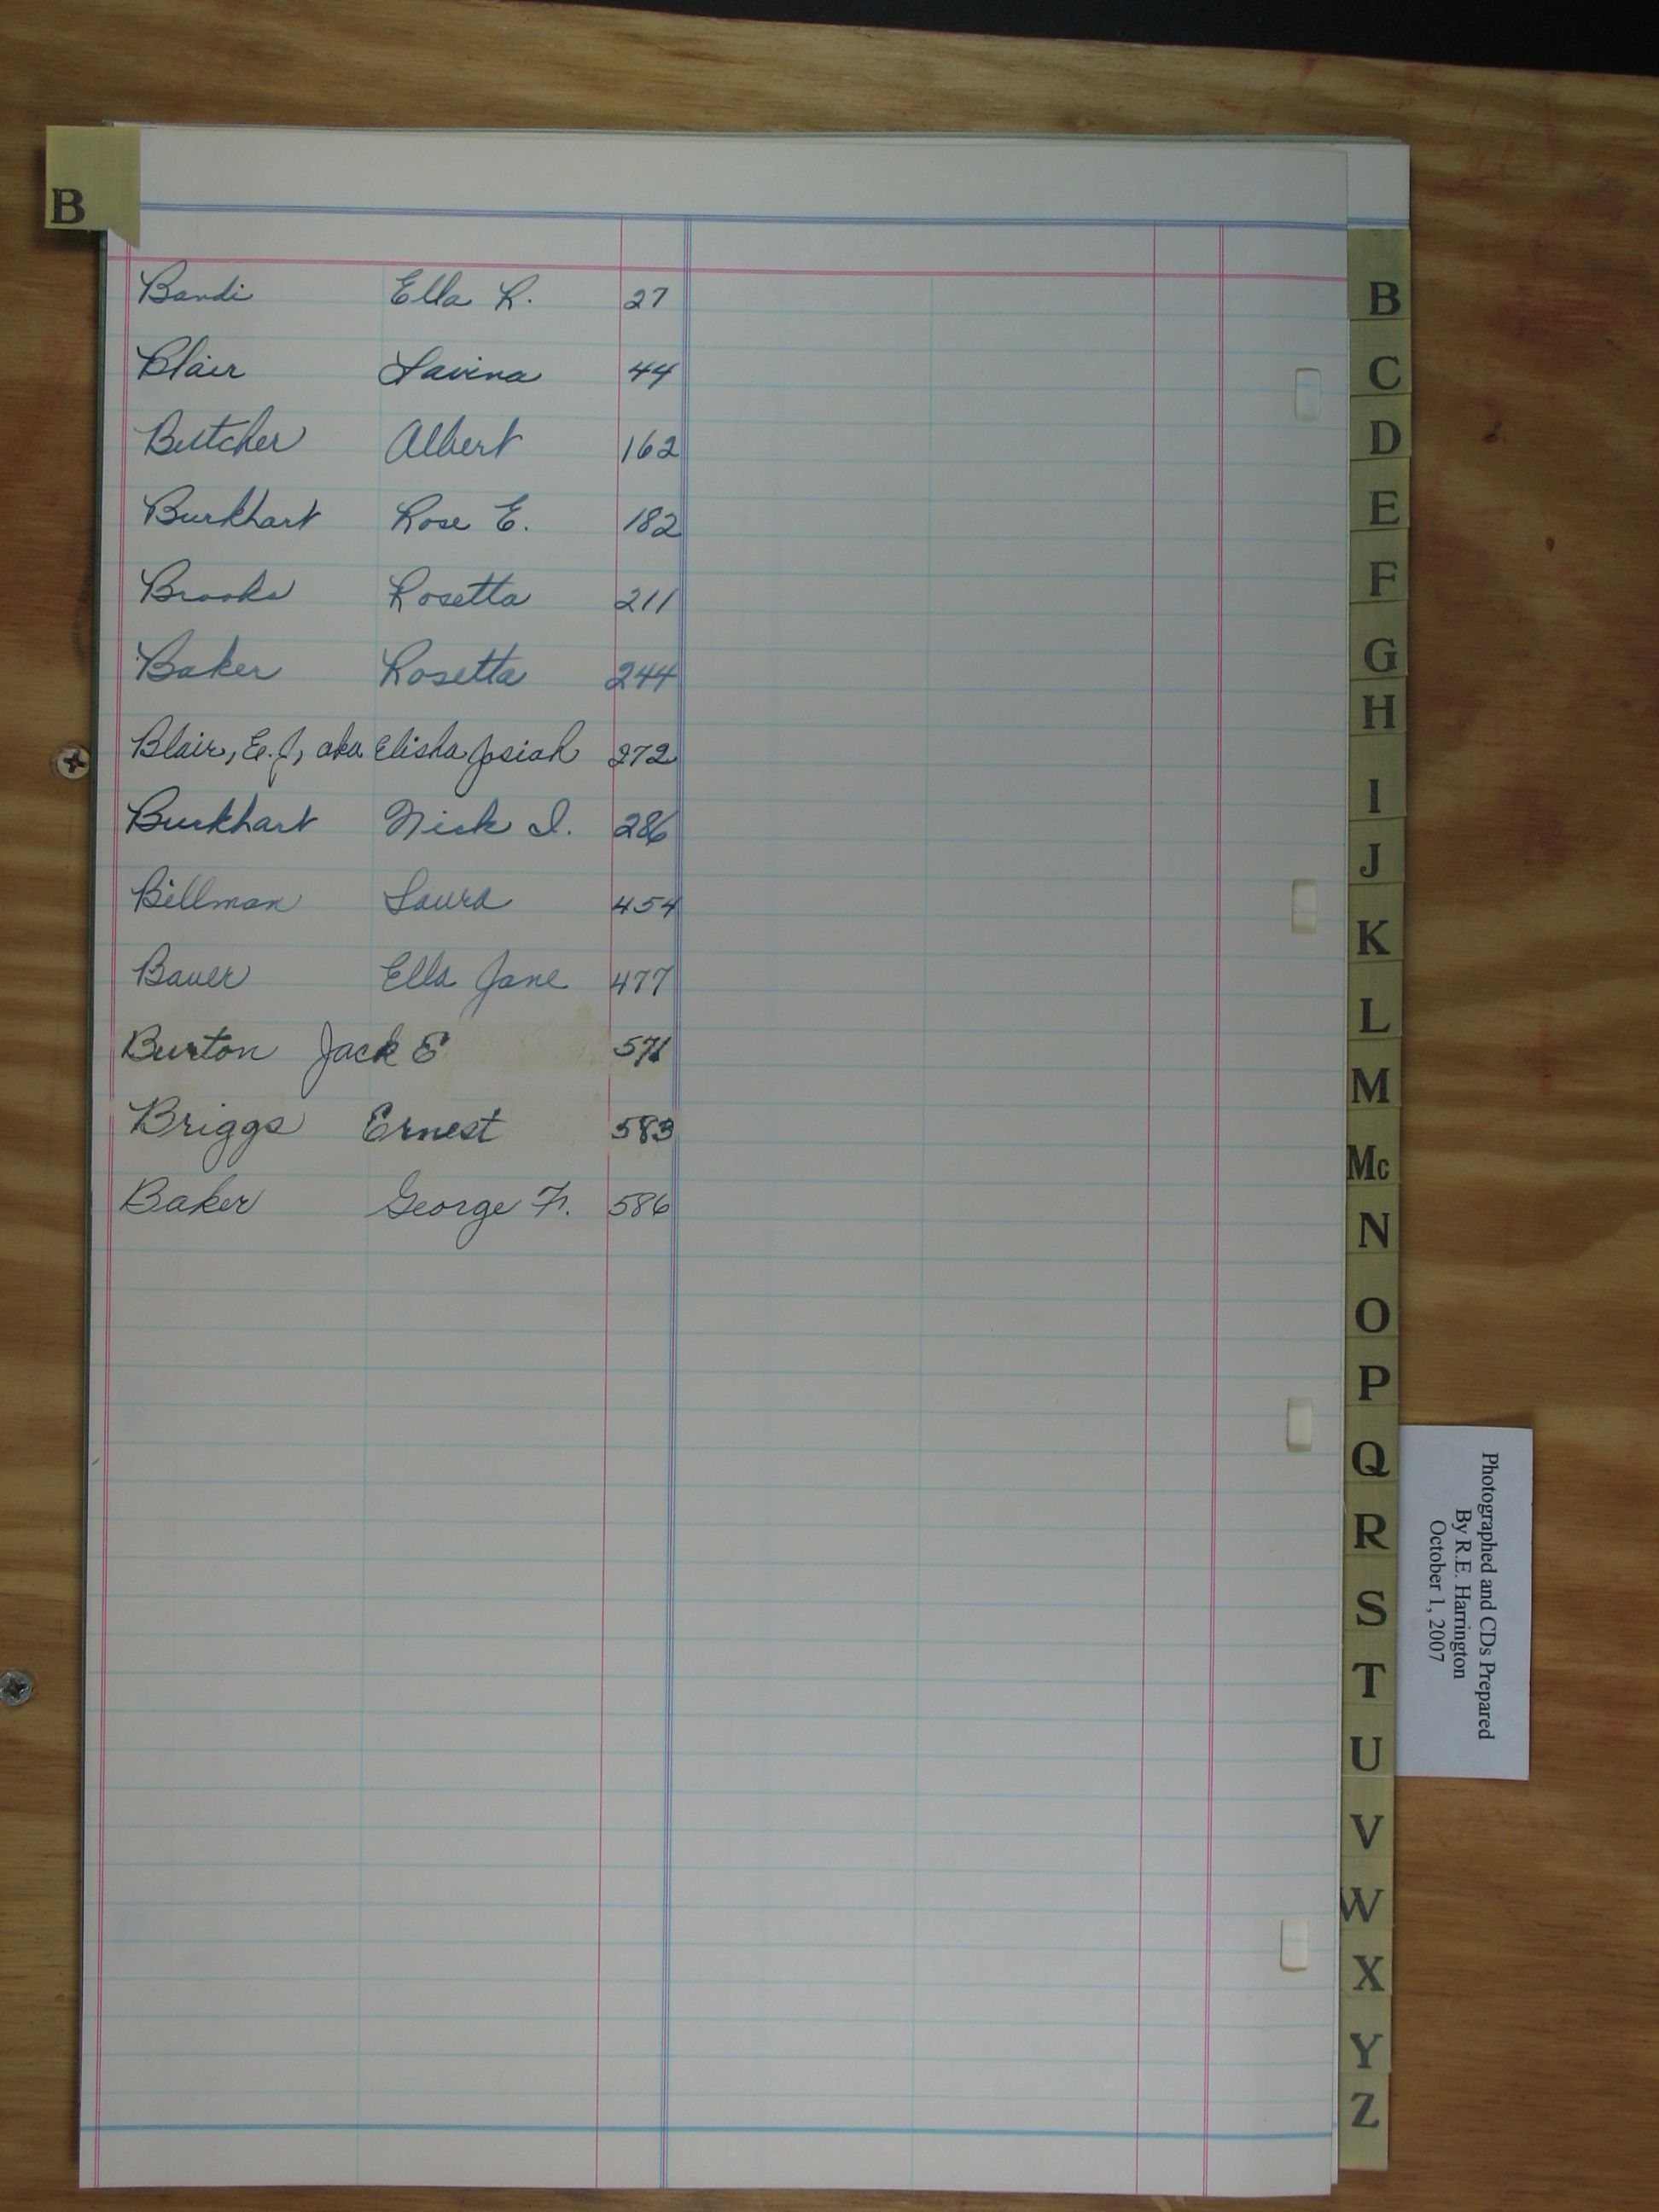 B
Bandi Ella R. 27
Blair Lavina 44
Butcher Albert 162
Burkhart Rose E. 182
Brooks Rosetta 211
Baker Rosetta 244
Blair, E. J, aka Elisha Josiah 272
Burkhart Nick I. 286
Billman Laura 454
Bauer Ella Jane 477
Burton Jack E 571
Briggs Ernest 583
Baker George F. 586
B
C
D
E
F
G
H
I
J
K
L
M
Mc
N
O
P
Q
R
S
T
U
V
W
X
Y
Z
Photographed and CDs Prepared
By R.E. Harrington
October 1, 2007